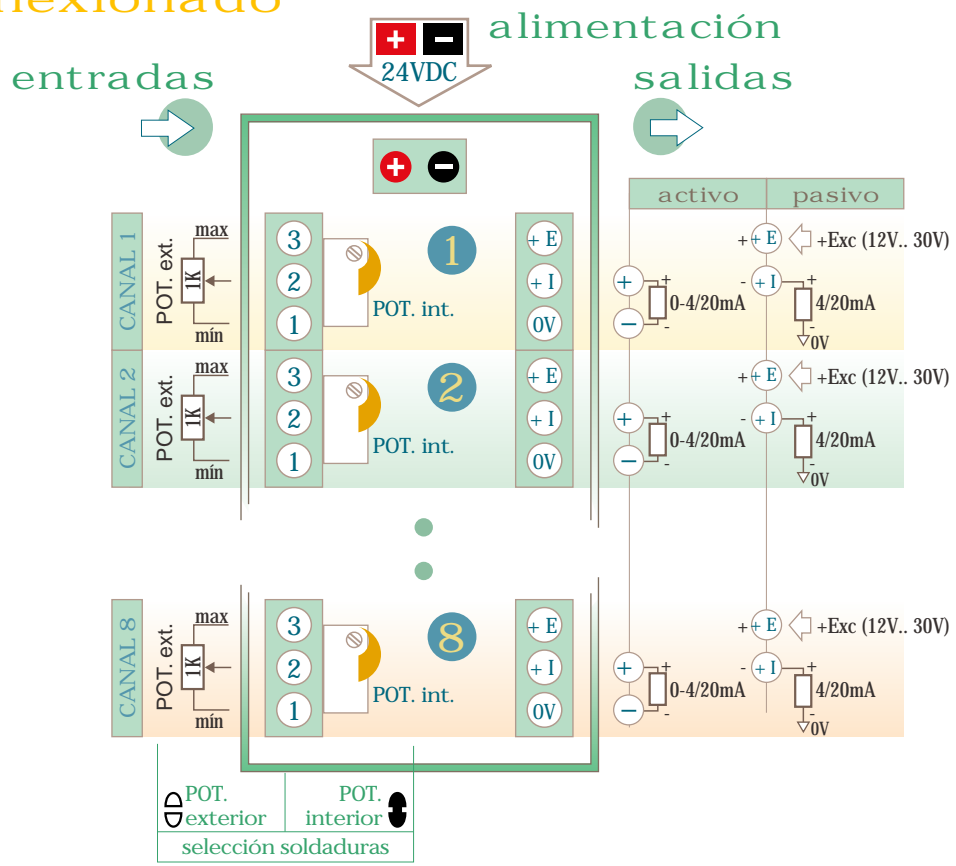 alimentación
+ -
24VDC
entradas
salidas
+ -
activo pasivo
CANAL 1
POT. ext.
max
1K
mín
3
2
1
POT. int.
1
+ E
+ I
0V
+
-
+
-
0-4/20mA
+ + E +Exc (12V.. 30V)
- + I
+
4/20mA
-
0V
CANAL 2
POT. ext.
max
1K
mín
3
2
1
POT. int.
2
+ E
+ I
0V
+
-
+
-
0-4/20mA
+ + E +Exc (12V.. 30V)
- + I
+
4/20mA
-
0V
CANAL 8
POT. ext.
max
1K
mín
3
2
1
POT. int.
8
+ E
+ I
0V
+
-
+
-
0-4/20mA
+ + E +Exc (12V.. 30V)
- + I
+
4/20mA
-
0V
POT.
exterior
POT.
interior
selección soldaduras